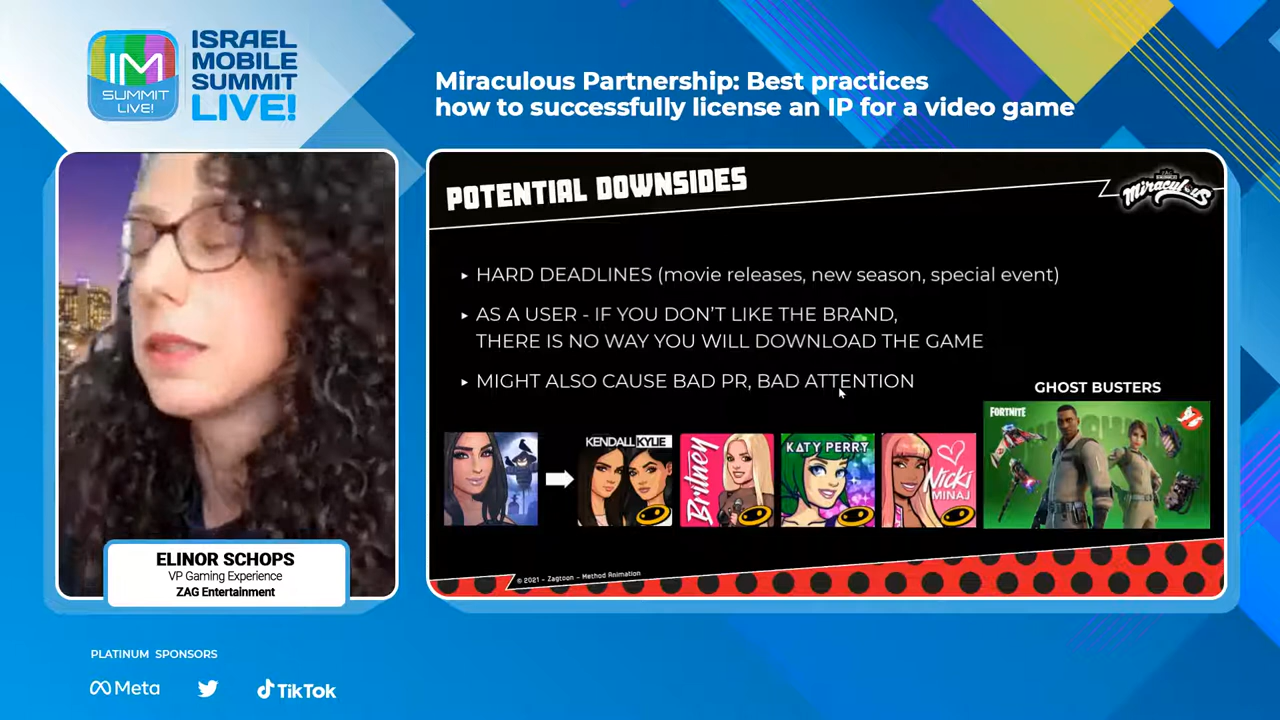 IM
SUMMIT
LIVE!
ISRAEL
MOBILE
SUMMIT
LIVE!
Miraculous Partnership: Best practices
how to successfully license an IP for a video game
POTENTIAL DOWNSIDES
Miraculous
▸ HARD DEADLINES (movie releases, new season, special event)
▸ AS A USER - IF YOU DON'T LIKE THE BRAND,
THERE IS NO WAY YOU WILL DOWNLOAD THE GAME
▸ MIGHT ALSO CAUSE BAD PR, BAD ATTENTION
GHOST BUSTERS
KENDALL KYLIE
Britney
KATY PERRY
Nicki
MINAJ
FORTNITE
© 2021 - Zagtoon - Method Animation
ELINOR SCHOPS
VP Gaming Experience
ZAG Entertainment
PLATINUM SPONSORS
Meta
TikTok